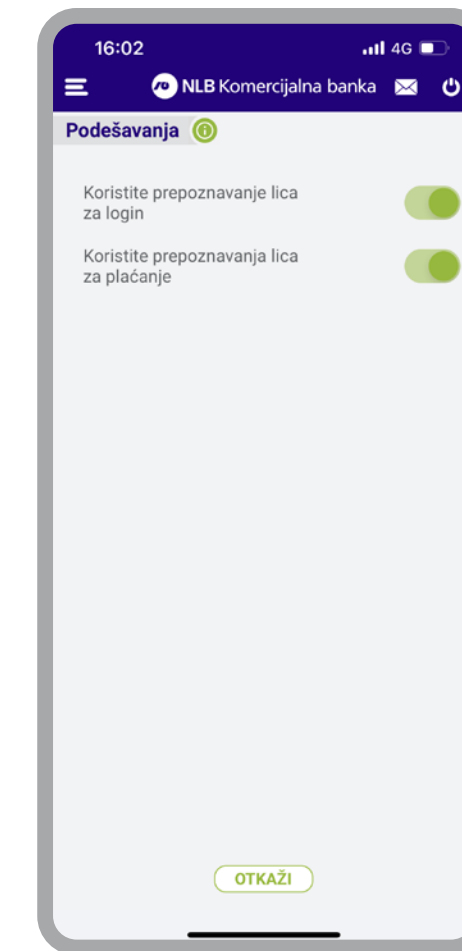 16:02 4G
NLB Komercijalna banka
Podešavanja
Koristite prepoznavanje lica
za login
Koristite prepoznavanja lica
za plaćanje
OTKAŽI